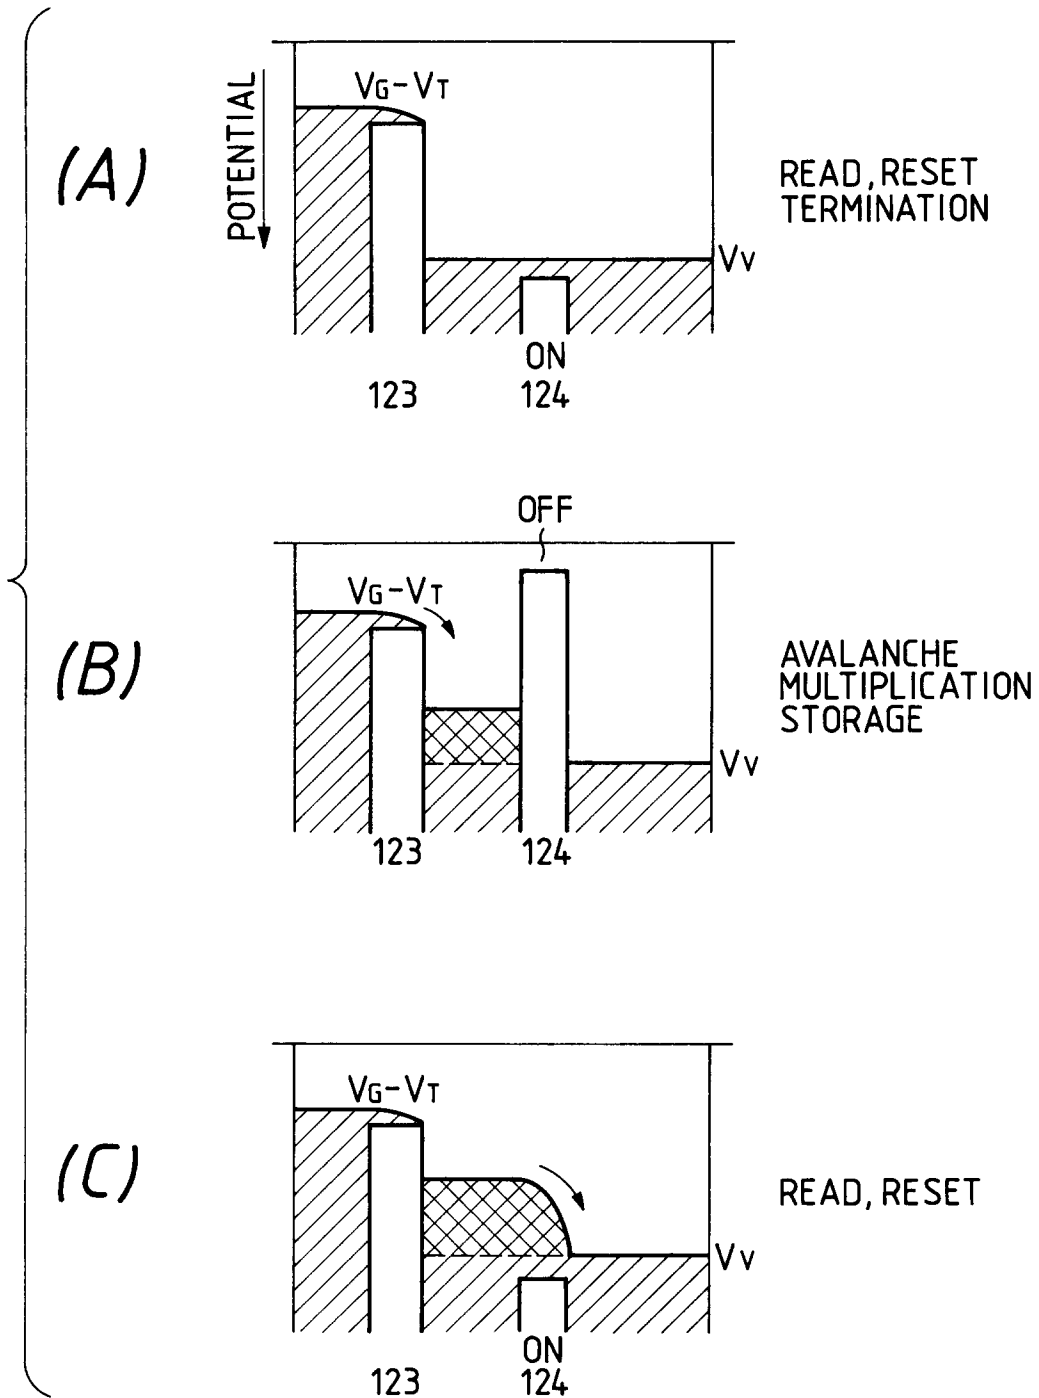 (A)
POTENTIAL
VG-VT
READ, RESET
TERMINATION
Vv
ON
123
124
OFF
(B)
VG-VT
AVALANCHE
MULTIPLICATION
STORAGE
Vv
123
124
(C)
VG-VT
READ, RESET
Vv
ON
123
124